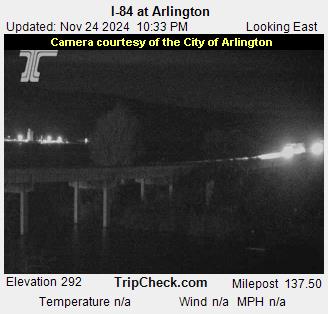 I-84 at Arlington
Updated: Nov 24 2024 10:33 PM Looking East
Camera courtesy of the City of Arlington
Elevation 292 TripCheck.com Milepost 137.50
Temperature n/a Wind n/a MPH n/a